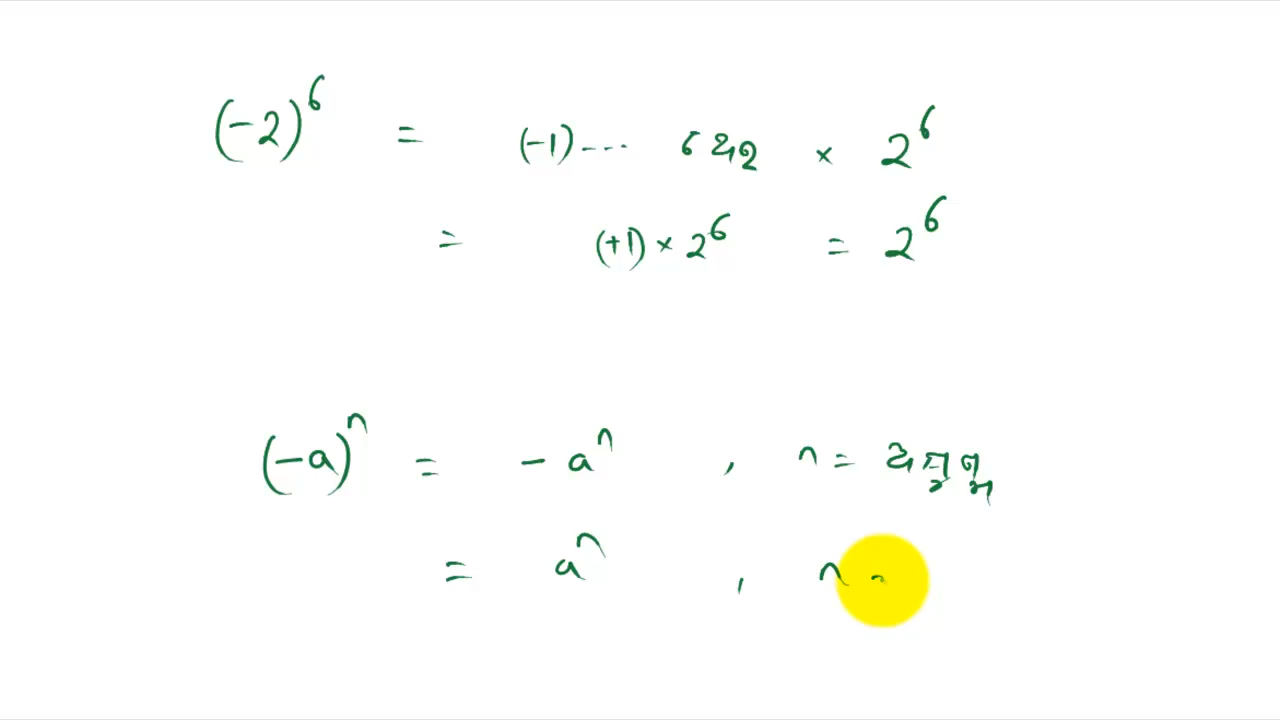 (-2)^6 = (-1)---- 6 ଥର × 2^6
= (+1) × 2^6 = 2^6
(-a)^n = - a^n , n = ଅଯୁଗ୍ମ
= a^n , n